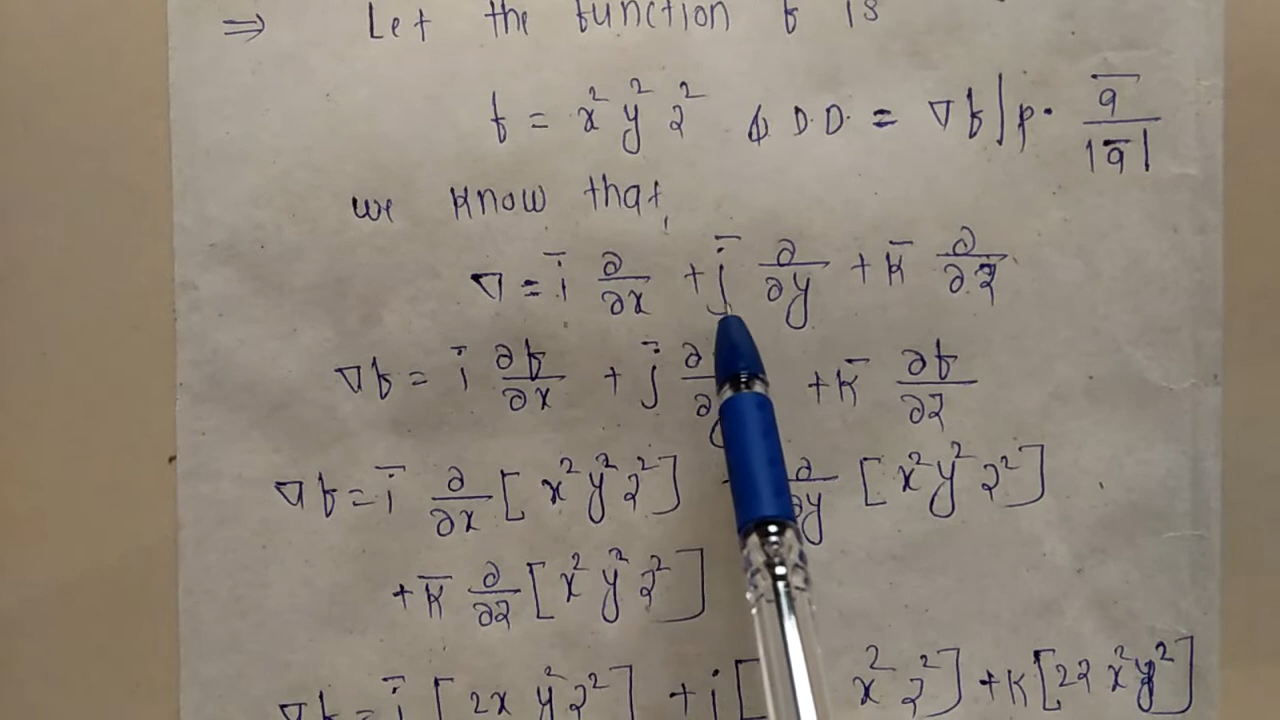 ⇒ Let the function f is
f = x² y² z² & D.D. = ∇f|p · a̅ / |a̅|
we know that,
∇ = i̅ ∂/∂x + j̅ ∂/∂y + k̅ ∂/∂z
∇f = i̅ ∂f/∂x + j̅ ∂ + k̅ ∂f/∂z
∇f = i̅ ∂/∂x [x² y² z²] ∂/∂y [x² y² z²]
+ k̅ ∂/∂z [x² y² z²]
∇f = i̅ [2x y² z²] + j [ x² z²] + k [2z x² y²]